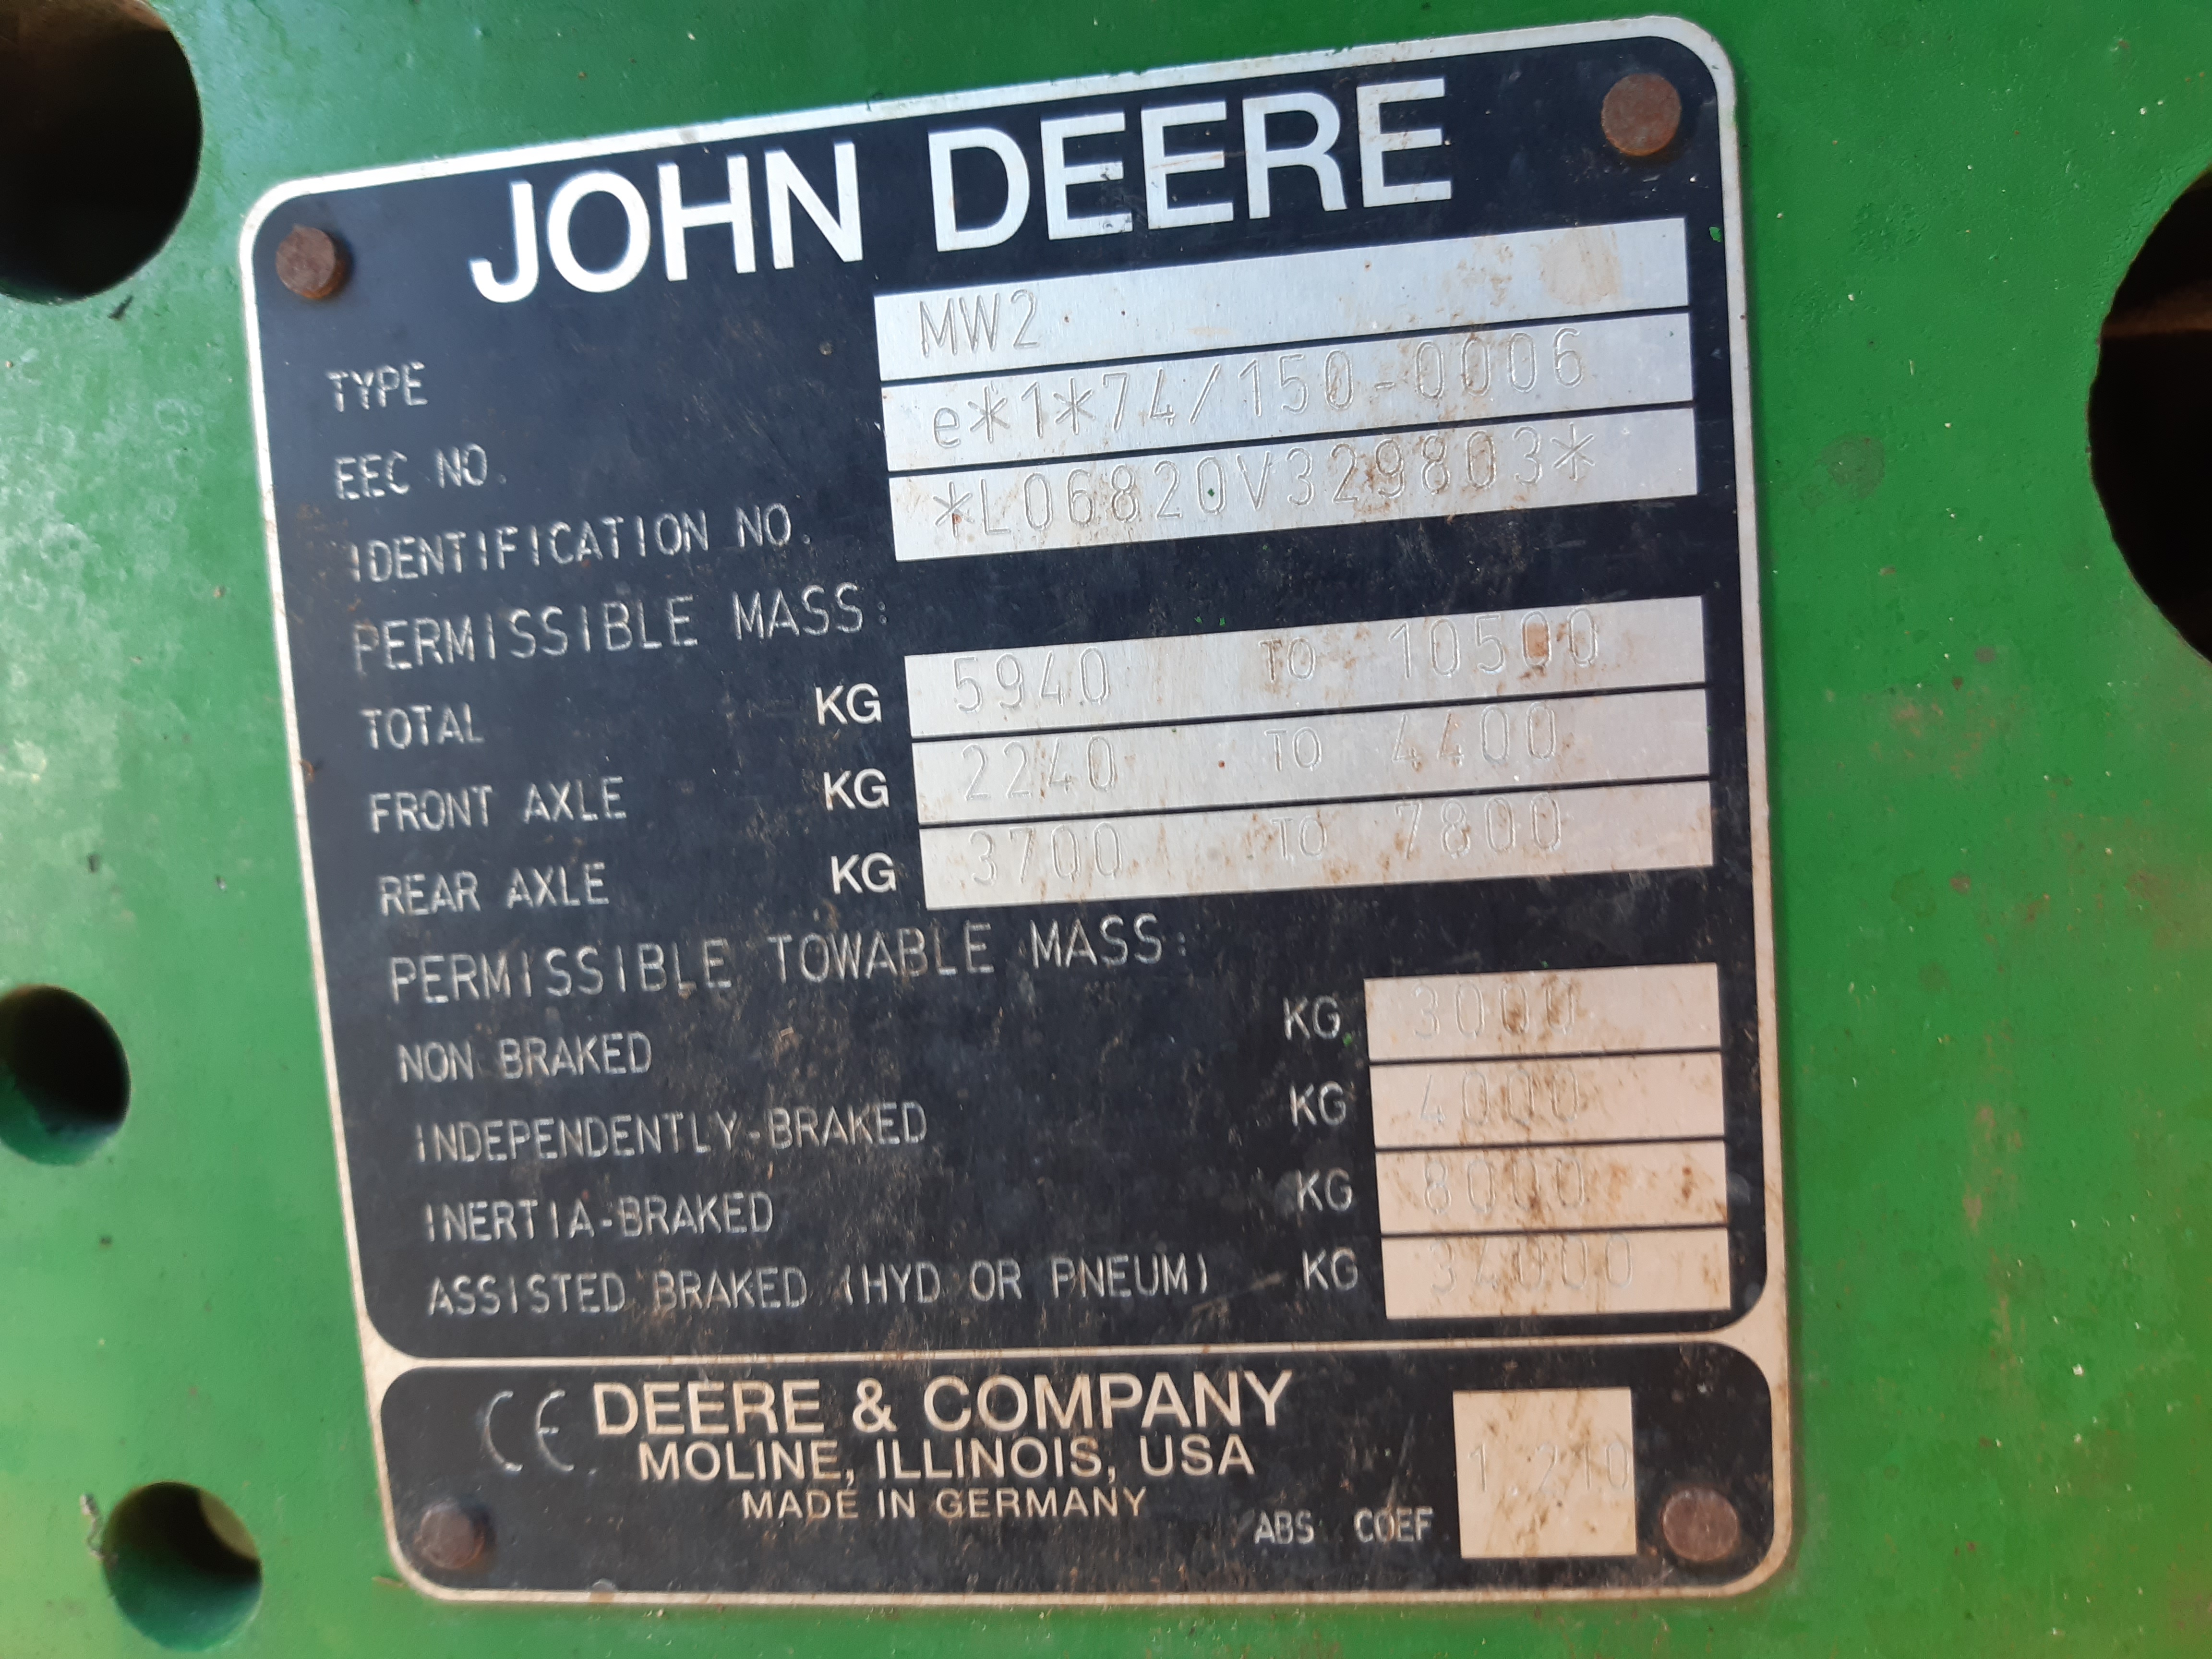 JOHN DEERE
TYPE MW2
EEC NO. e*1*74/150-0006
IDENTIFICATION NO. *L06820V329803*
PERMISSIBLE MASS:
TOTAL KG 5940 TO 10500
FRONT AXLE KG 2240 TO 4400
REAR AXLE KG 3700 TO 7800
PERMISSIBLE TOWABLE MASS:
NON BRAKED KG 3000
INDEPENDENTLY-BRAKED KG 4000
INERTIA-BRAKED KG 8000
ASSISTED BRAKED (HYD OR PNEUM) KG 34000
CE DEERE & COMPANY
MOLINE, ILLINOIS, USA
MADE IN GERMANY
ABS COEF 1 210